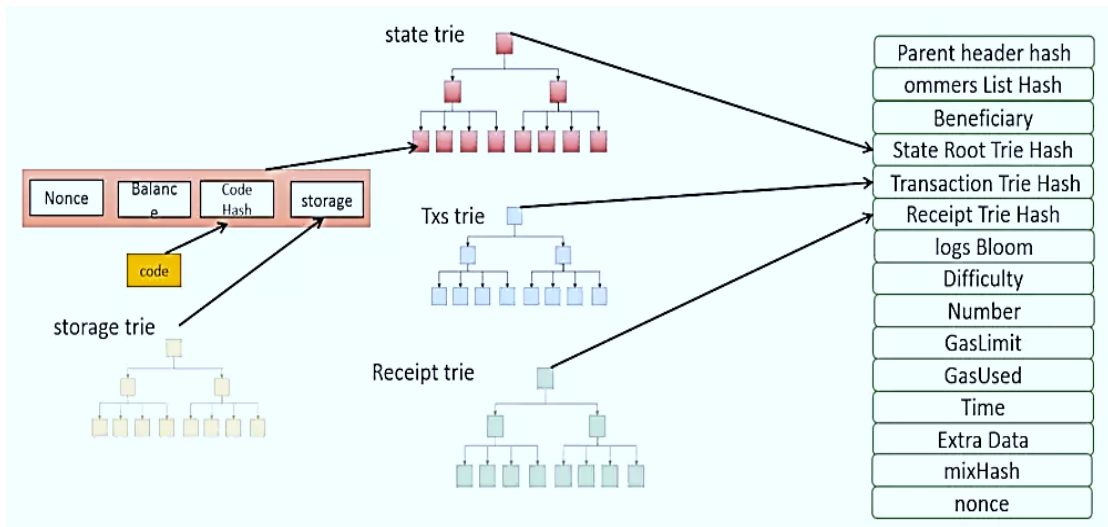 state trie
Nonce
Balanc
e
Code
Hash
storage
code
storage trie
Txs trie
Receipt trie
Parent header hash
ommers List Hash
Beneficiary
State Root Trie Hash
Transaction Trie Hash
Receipt Trie Hash
logs Bloom
Difficulty
Number
GasLimit
GasUsed
Time
Extra Data
mixHash
nonce